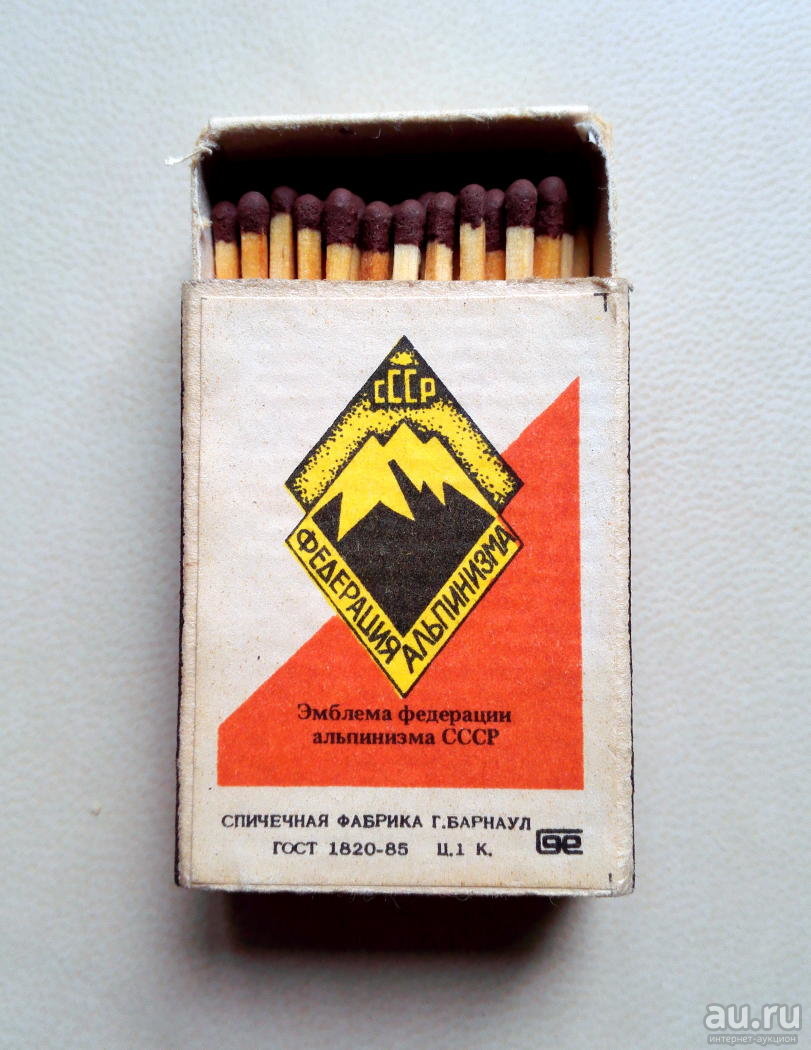 СССР
ФЕДЕРАЦИЯ АЛЬПИНИЗМА
Эмблема федерации
альпинизма СССР
СПИЧЕЧНАЯ ФАБРИКА Г.БАРНАУЛ
ГОСТ 1820-85 Ц.1 К.
au.ru
интернет-аукцион